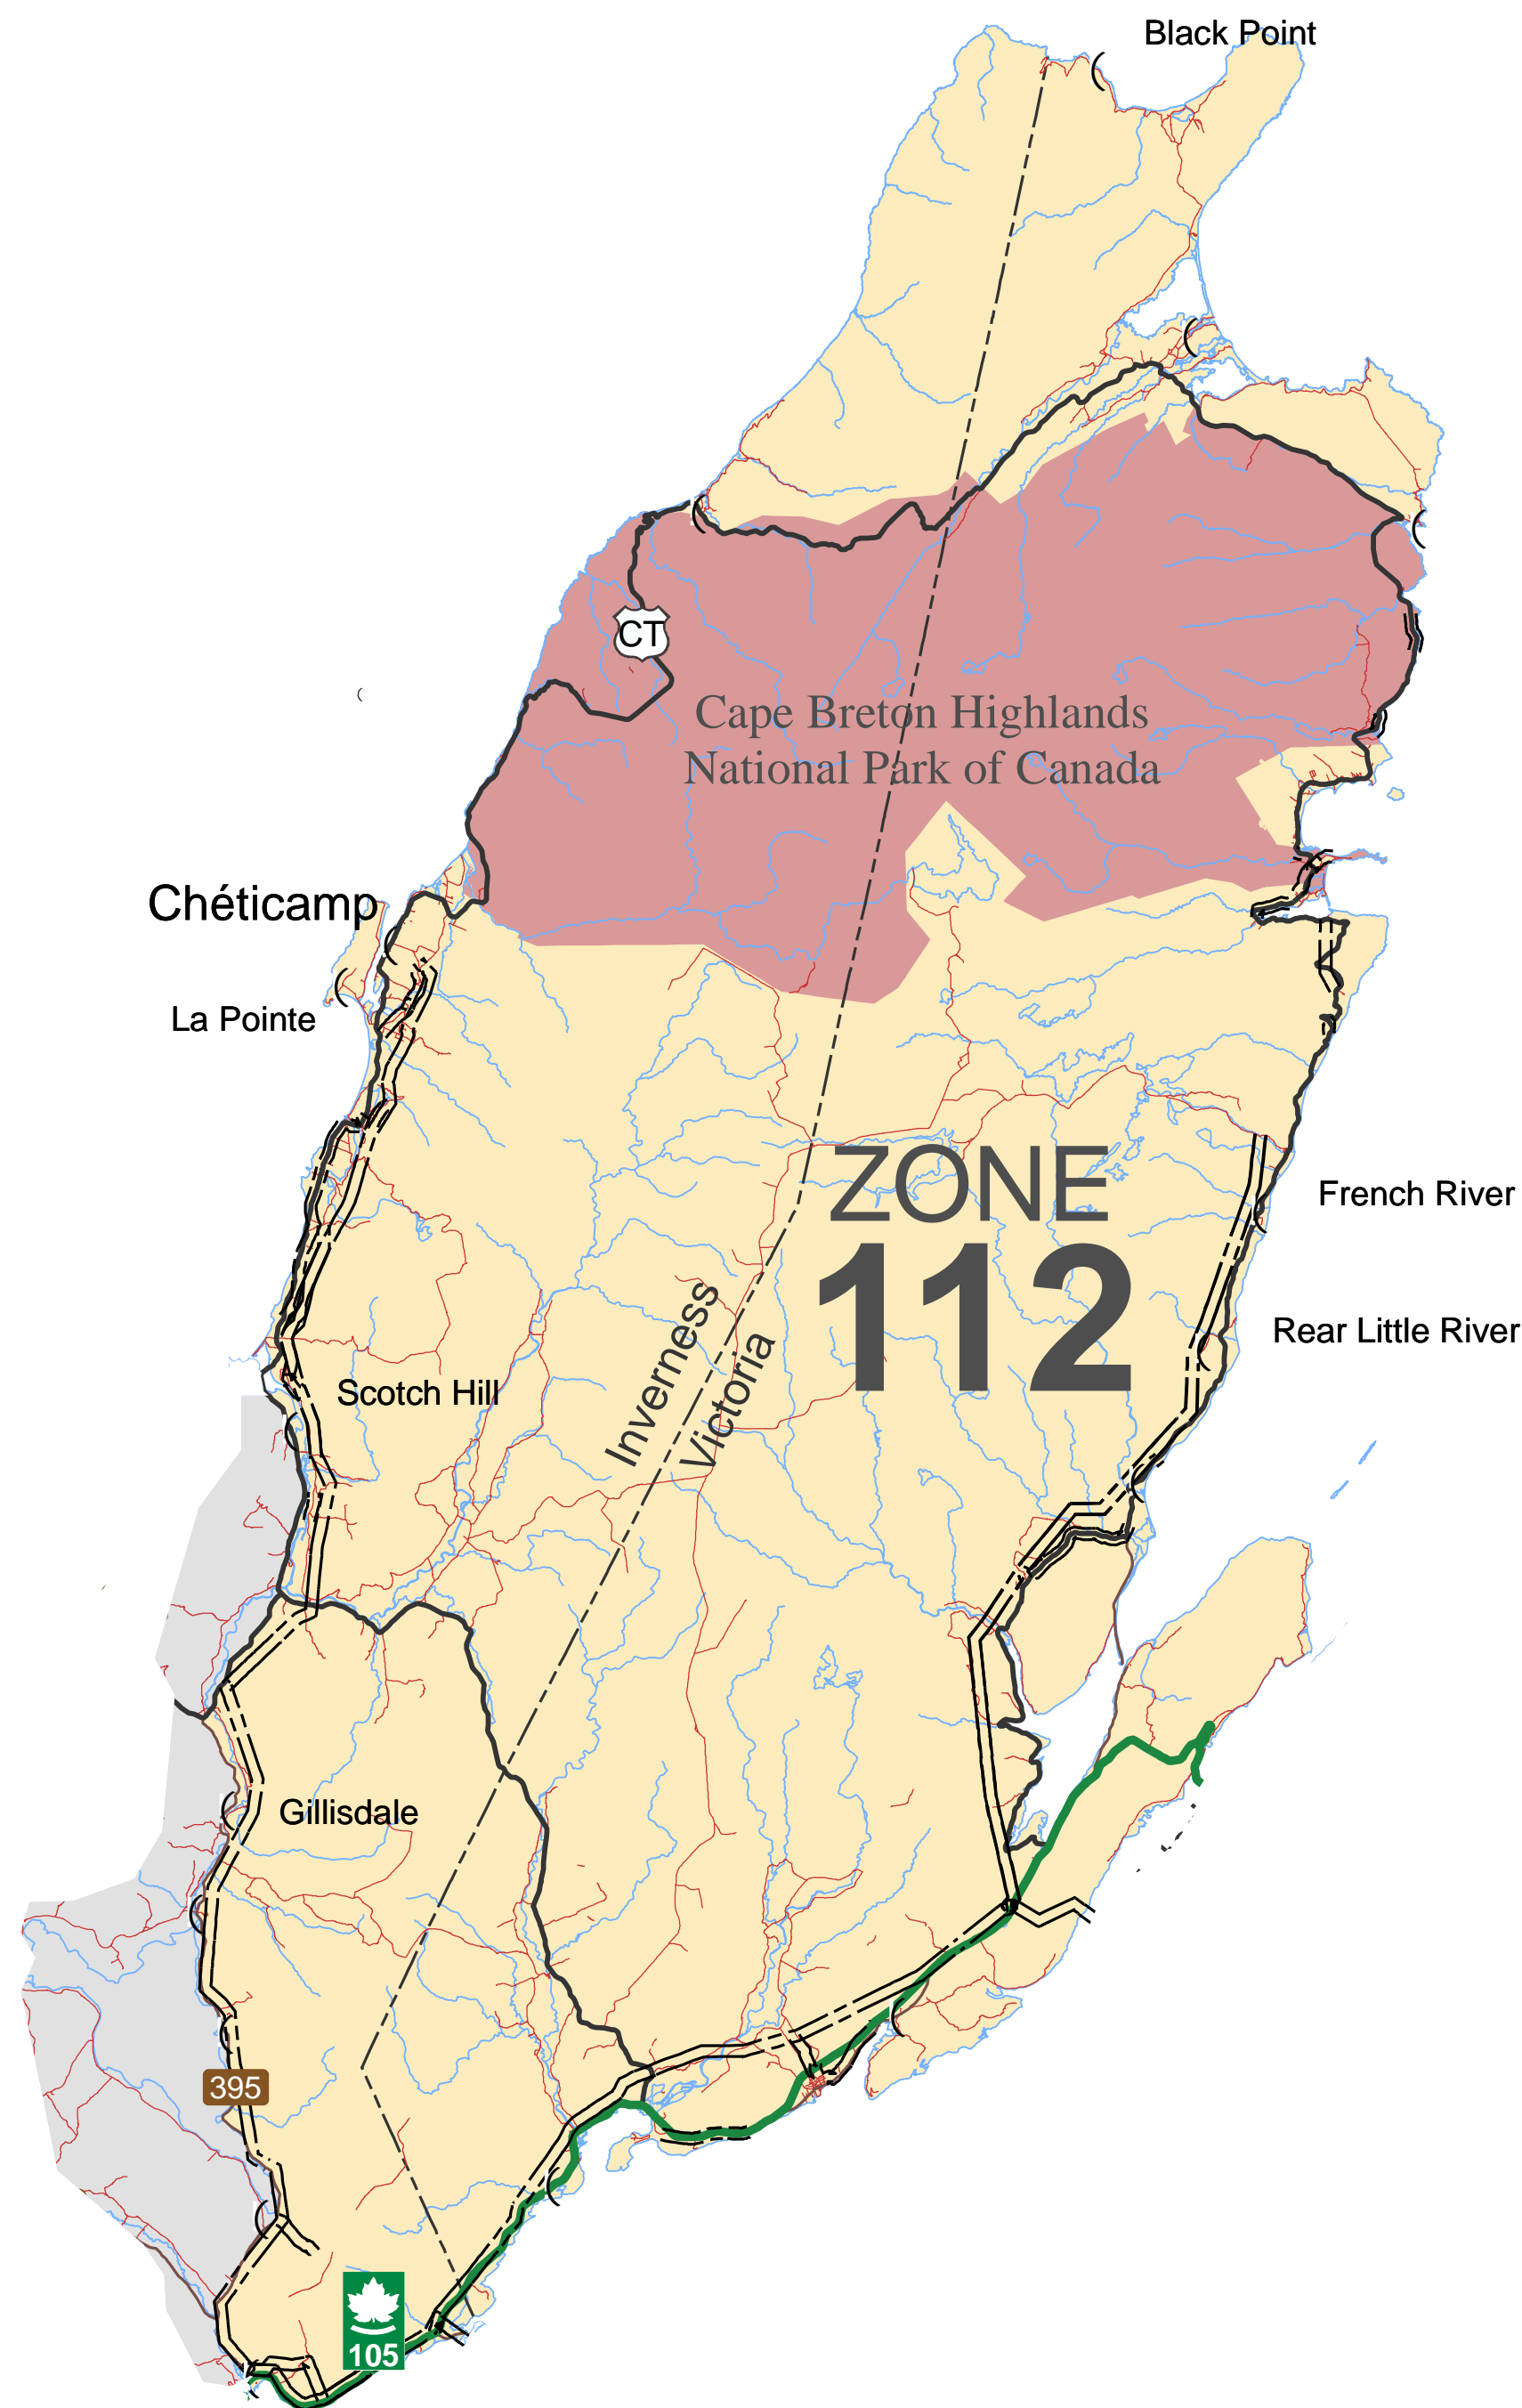 Black Point
CT
Cape Breton Highlands
National Park of Canada
Chéticamp
La Pointe
ZONE
112
French River
Rear Little River
Inverness
Victoria
Scotch Hill
Gillisdale
395
105